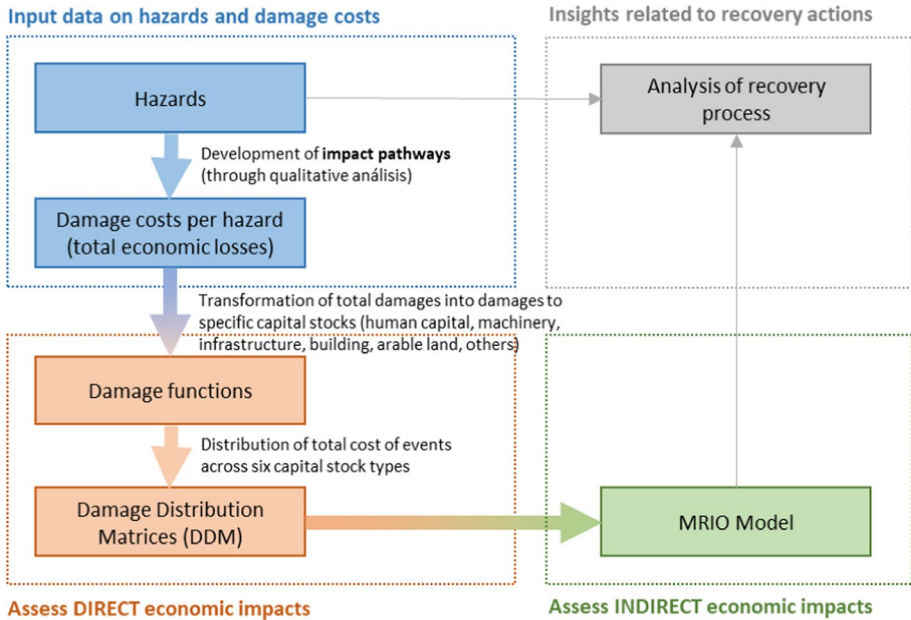 Input data on hazards and damage costs
Insights related to recovery actions
Hazards
Analysis of recovery
process
Development of impact pathways
(through qualitative análisis)
Damage costs per hazard
(total economic losses)
Transformation of total damages into damages to
specific capital stocks (human capital, machinery,
infrastructure, building, arable land, others)
Damage functions
Distribution of total cost of events
across six capital stock types
Damage Distribution
Matrices (DDM)
MRIO Model
Assess DIRECT economic impacts
Assess INDIRECT economic impacts